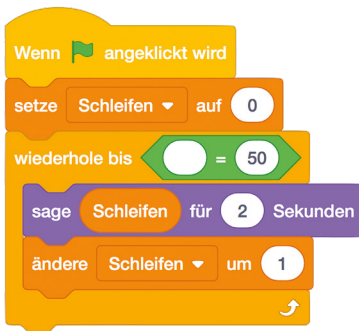 Wenn angeklickt wird
setze Schleifen auf 0
wiederhole bis = 50
sage Schleifen für 2 Sekunden
ändere Schleifen um 1